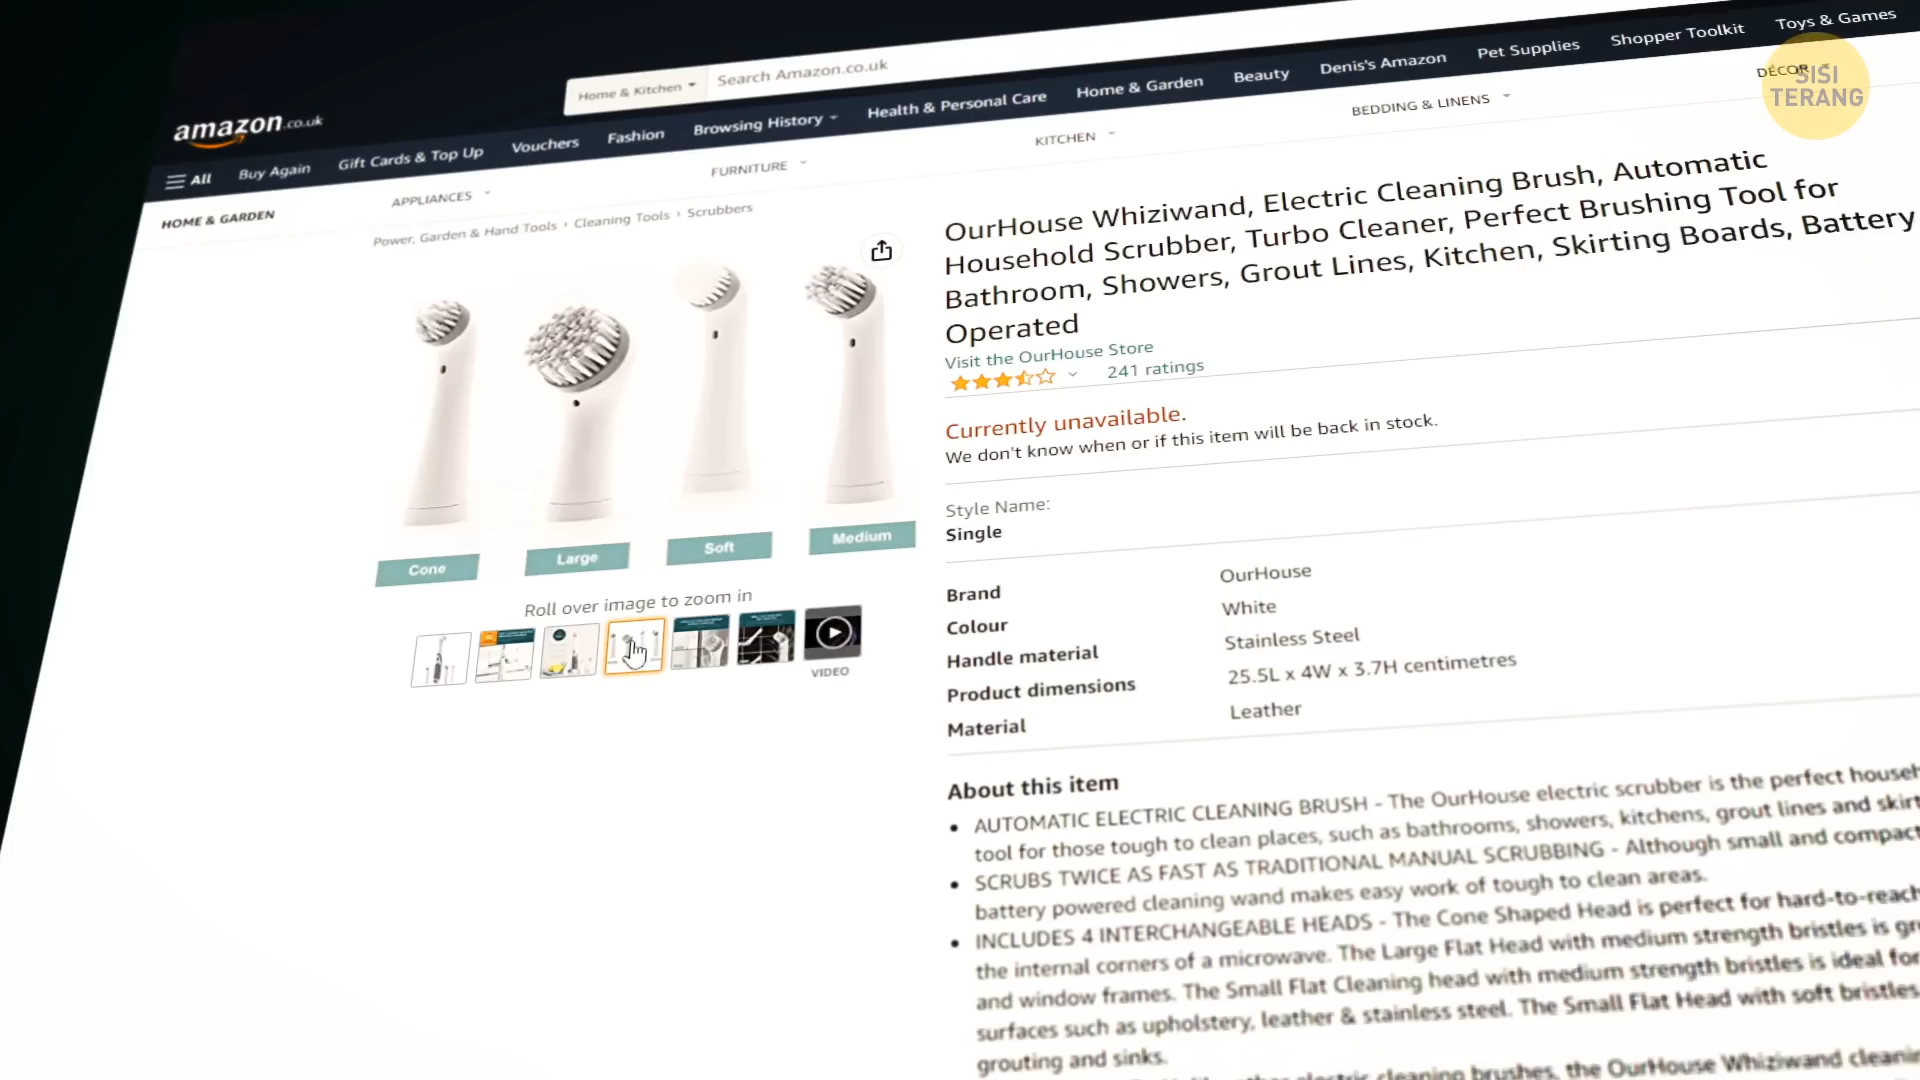 SISI
TERANG
amazon.co.uk
Home & Kitchen
Search Amazon.co.uk
All
Buy Again
Gift Cards & Top Up
Vouchers
Fashion
Browsing History
Health & Personal Care
Home & Garden
Beauty
Denis's Amazon
Pet Supplies
Shopper Toolkit
Toys & Games
HOME & GARDEN
APPLIANCES
FURNITURE
KITCHEN
BEDDING & LINENS
DÉCOR
Power, Garden & Hand Tools › Cleaning Tools › Scrubbers
Cone
Large
Soft
Medium
Roll over image to zoom in
VIDEO
OurHouse Whiziwand, Electric Cleaning Brush, Automatic
Household Scrubber, Turbo Cleaner, Perfect Brushing Tool for
Bathroom, Showers, Grout Lines, Kitchen, Skirting Boards, Battery
Operated
Visit the OurHouse Store
241 ratings
Currently unavailable.
We don't know when or if this item will be back in stock.
Style Name:
Single
Brand OurHouse
Colour White
Handle material Stainless Steel
Product dimensions 25.5L x 4W x 3.7H centimetres
Material Leather
About this item
• AUTOMATIC ELECTRIC CLEANING BRUSH - The OurHouse electric scrubber is the perfect househ
tool for those tough to clean places, such as bathrooms, showers, kitchens, grout lines and skirt
• SCRUBS TWICE AS FAST AS TRADITIONAL MANUAL SCRUBBING - Although small and compact
battery powered cleaning wand makes easy work of tough to clean areas.
• INCLUDES 4 INTERCHANGEABLE HEADS - The Cone Shaped Head is perfect for hard-to-reach
the internal corners of a microwave. The Large Flat Head with medium strength bristles is gr
and window frames. The Small Flat Cleaning head with medium strength bristles is ideal for
surfaces such as upholstery, leather & stainless steel. The Small Flat Head with soft bristles
grouting and sinks.
electric cleaning brushes, the OurHouse Whiziwand cleanin